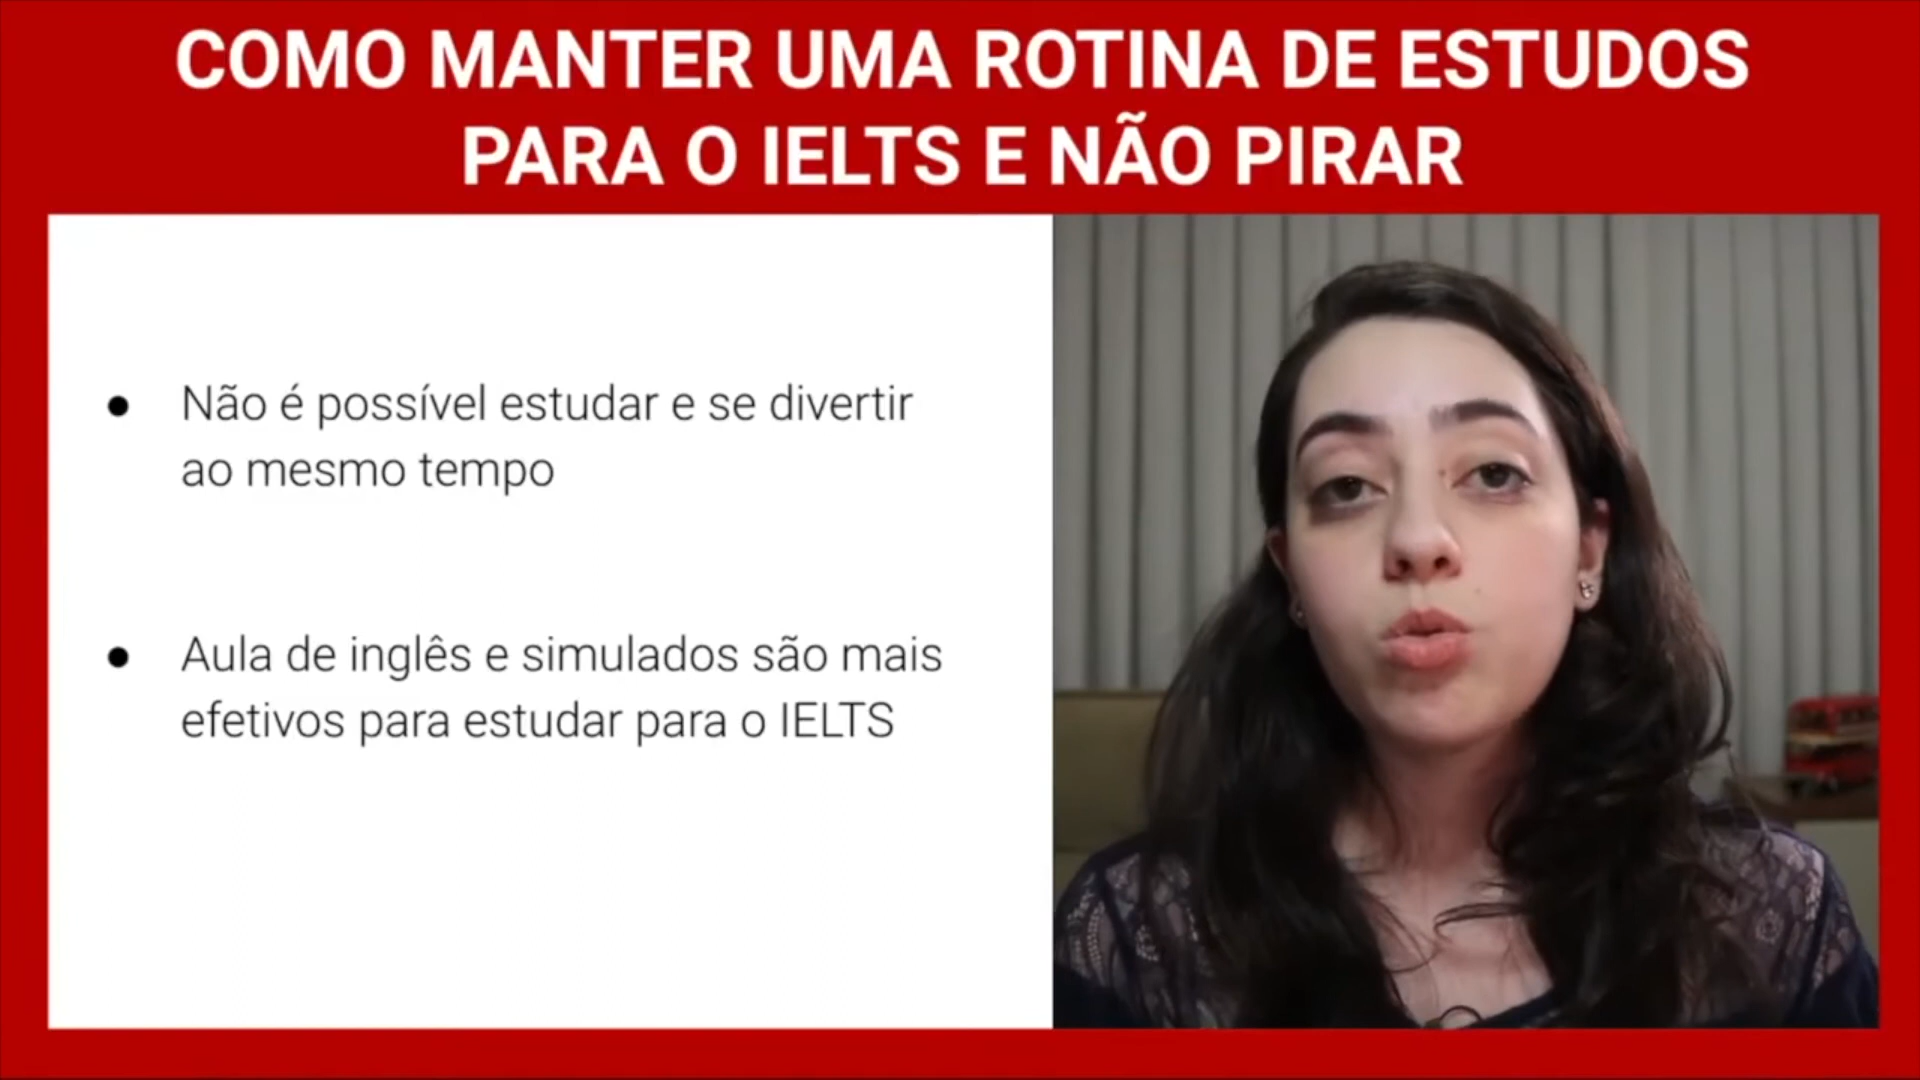 COMO MANTER UMA ROTINA DE ESTUDOS
PARA O IELTS E NÃO PIRAR
● Não é possível estudar e se divertir
ao mesmo tempo
● Aula de inglês e simulados são mais
efetivos para estudar para o IELTS